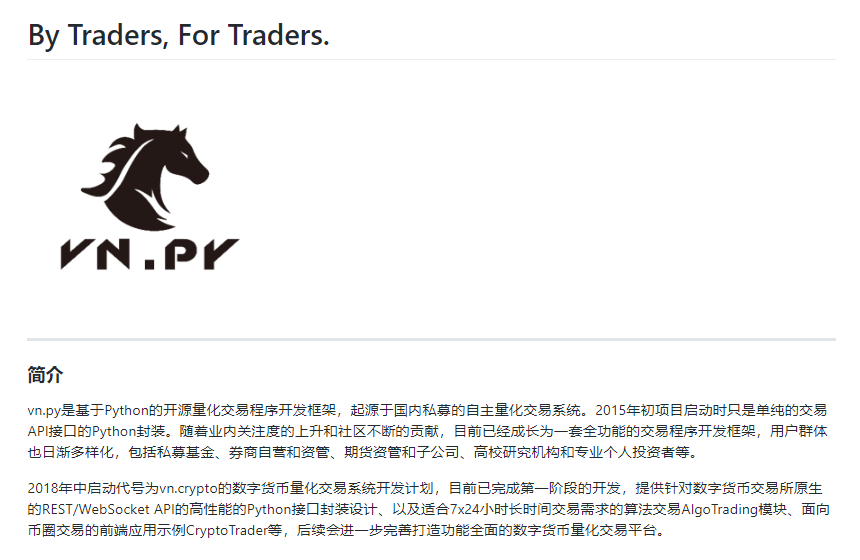 By Traders, For Traders.
VN.PY
简介
vn.py是基于Python的开源量化交易程序开发框架，起源于国内私募的自主量化交易系统。2015年初项目启动时只是单纯的交易
API接口的Python封装。随着业内关注度的上升和社区不断的贡献，目前已经成长为一套全功能的交易程序开发框架，用户群体
也日渐多样化，包括私募基金、券商自营和资管、期货资管和子公司、高校研究机构和专业个人投资者等。
2018年中启动代号为vn.crypto的数字货币量化交易系统开发计划，目前已完成第一阶段的开发，提供针对数字货币交易所原生
的REST/WebSocket API的高性能的Python接口封装设计、以及适合7x24小时长时间交易需求的算法交易AlgoTrading模块、面向
币圈交易的前端应用示例CryptoTrader等，后续会进一步完善打造功能全面的数字货币量化交易平台。